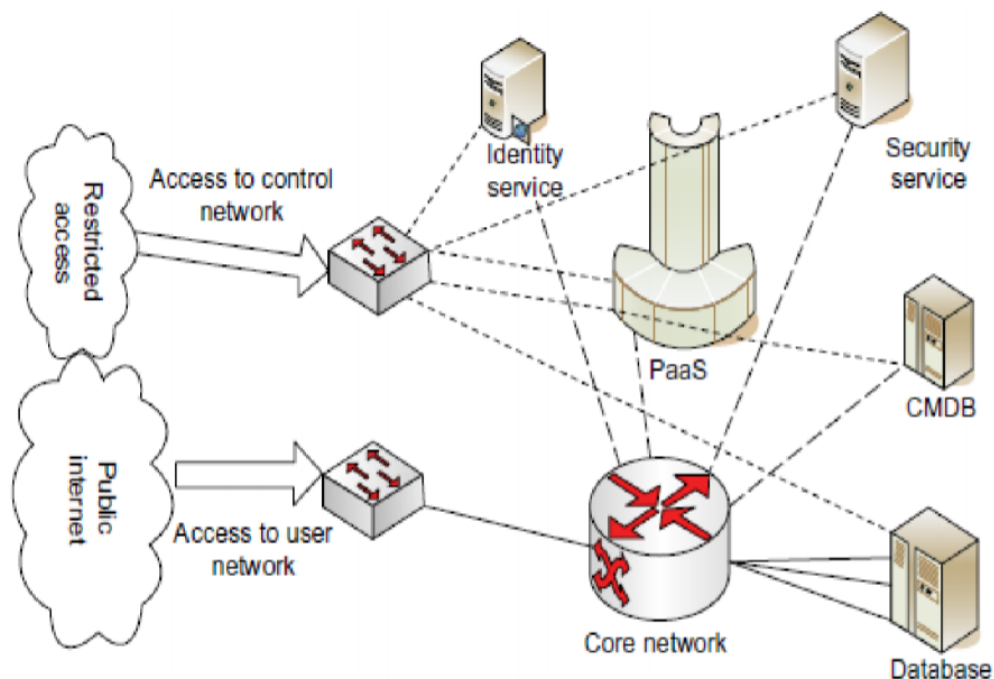 Identity
service
Security
service
Access to control
network
Restricted
access
PaaS
CMDB
Public
internet
Access to user
network
Core network
Database